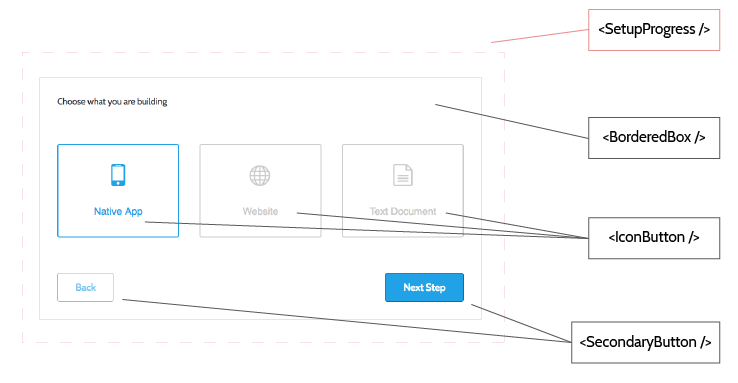 <SetupProgress />
Choose what you are building
<BorderedBox />
Native App
Website
Text Document
<IconButton />
Back
Next Step
<SecondaryButton />